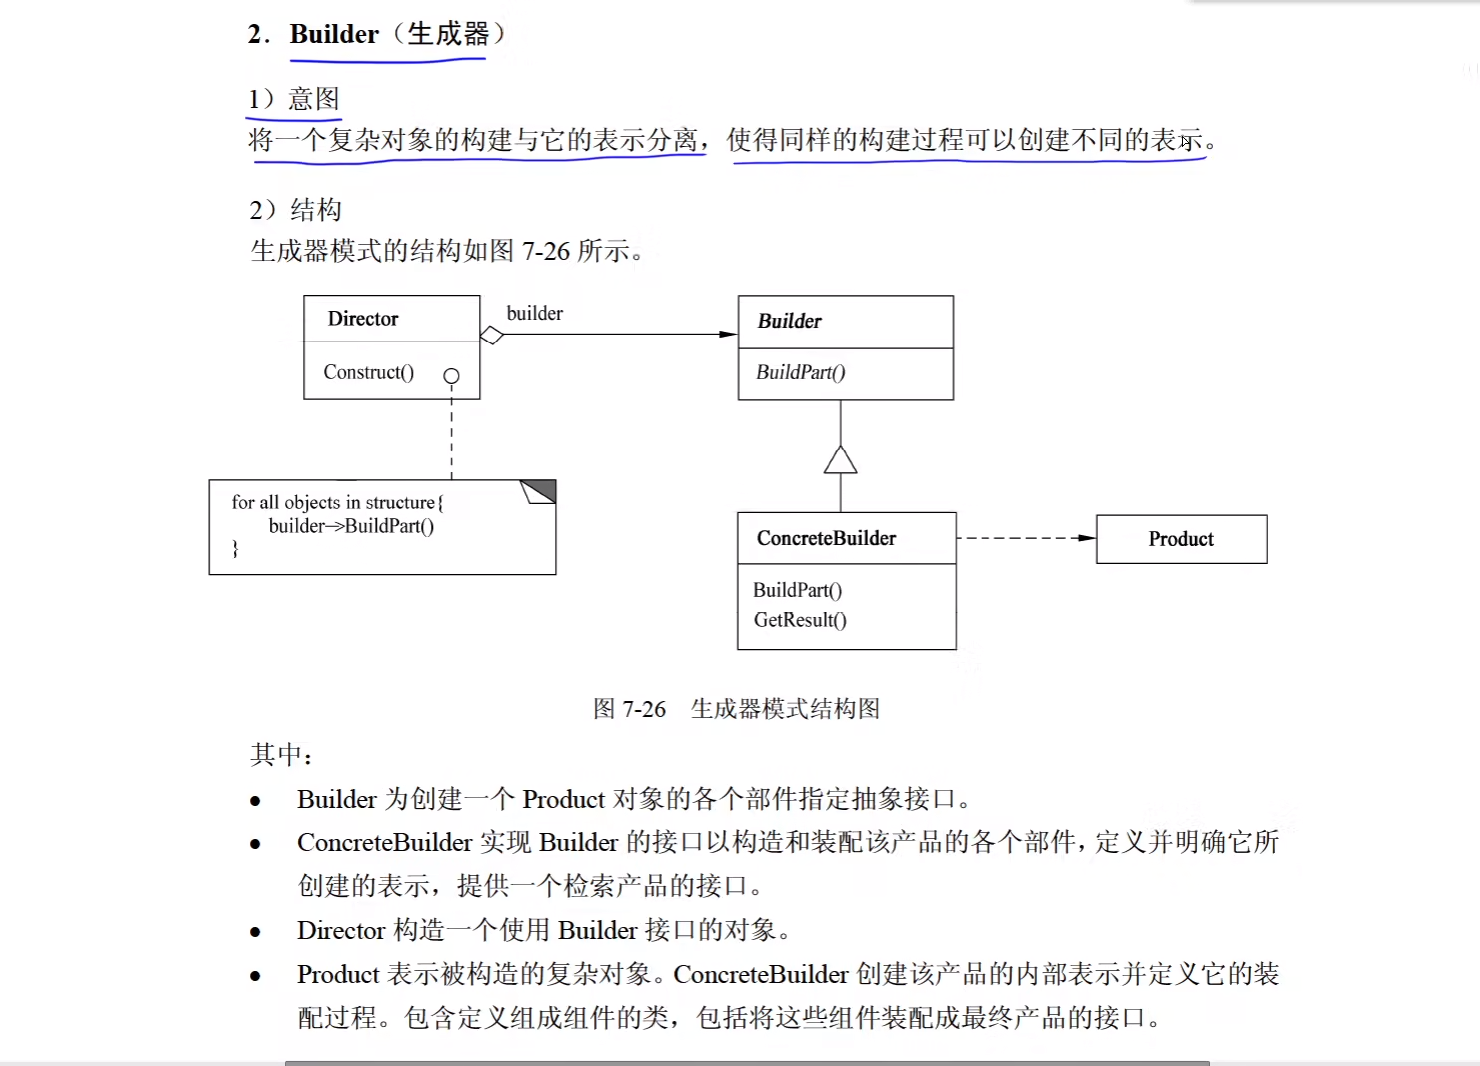 2. Builder（生成器）
1）意图
将一个复杂对象的构建与它的表示分离，使得同样的构建过程可以创建不同的表示。
2）结构
生成器模式的结构如图 7-26 所示。
Director
builder
Builder
Construct()
BuildPart()
for all objects in structure{
builder->BuildPart()
}
ConcreteBuilder
Product
BuildPart()
GetResult()
图 7-26 生成器模式结构图
其中：
● Builder 为创建一个 Product 对象的各个部件指定抽象接口。
● ConcreteBuilder 实现 Builder 的接口以构造和装配该产品的各个部件，定义并明确它所
创建的表示，提供一个检索产品的接口。
● Director 构造一个使用 Builder 接口的对象。
● Product 表示被构造的复杂对象。ConcreteBuilder 创建该产品的内部表示并定义它的装
配过程。包含定义组成组件的类，包括将这些组件装配成最终产品的接口。